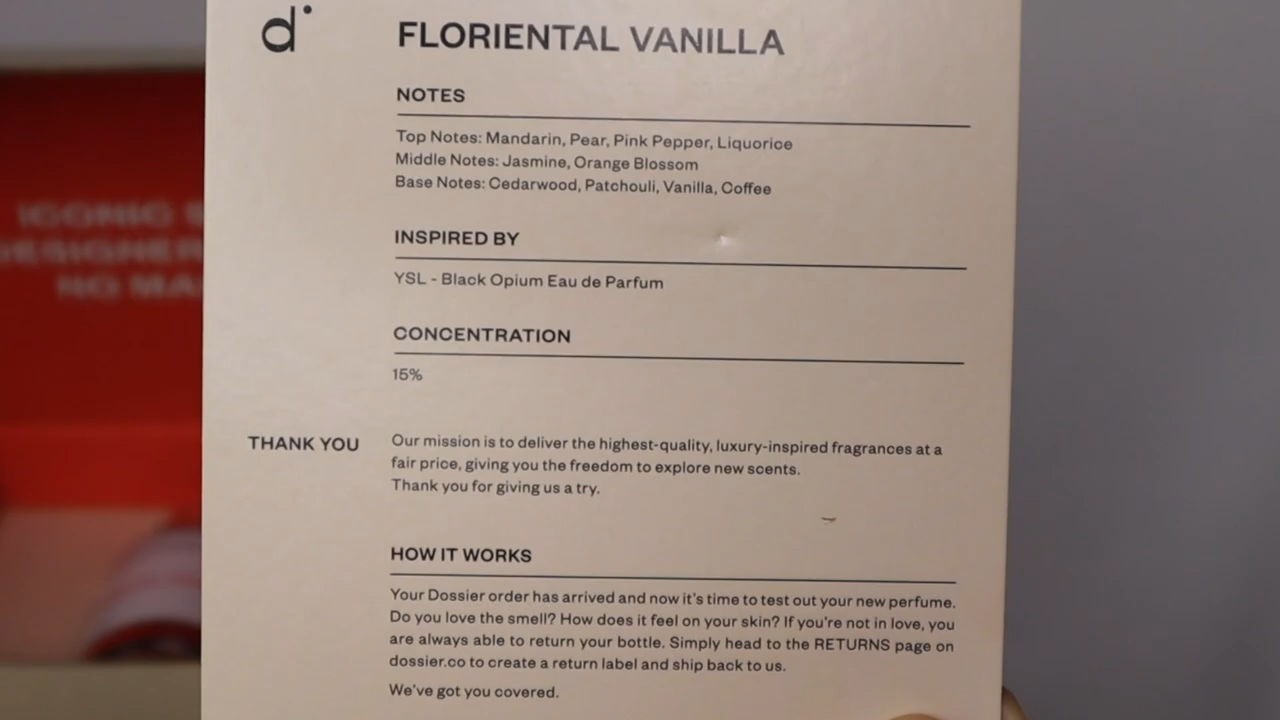 d•
FLORIENTAL VANILLA
NOTES
Top Notes: Mandarin, Pear, Pink Pepper, Liquorice
Middle Notes: Jasmine, Orange Blossom
Base Notes: Cedarwood, Patchouli, Vanilla, Coffee
INSPIRED BY
YSL - Black Opium Eau de Parfum
CONCENTRATION
15%
THANK YOU
Our mission is to deliver the highest-quality, luxury-inspired fragrances at a
fair price, giving you the freedom to explore new scents.
Thank you for giving us a try.
HOW IT WORKS
Your Dossier order has arrived and now it's time to test out your new perfume.
Do you love the smell? How does it feel on your skin? If you're not in love, you
are always able to return your bottle. Simply head to the RETURNS page on
dossier.co to create a return label and ship back to us.
We've got you covered.
ICONIC
DESIGNER
NO